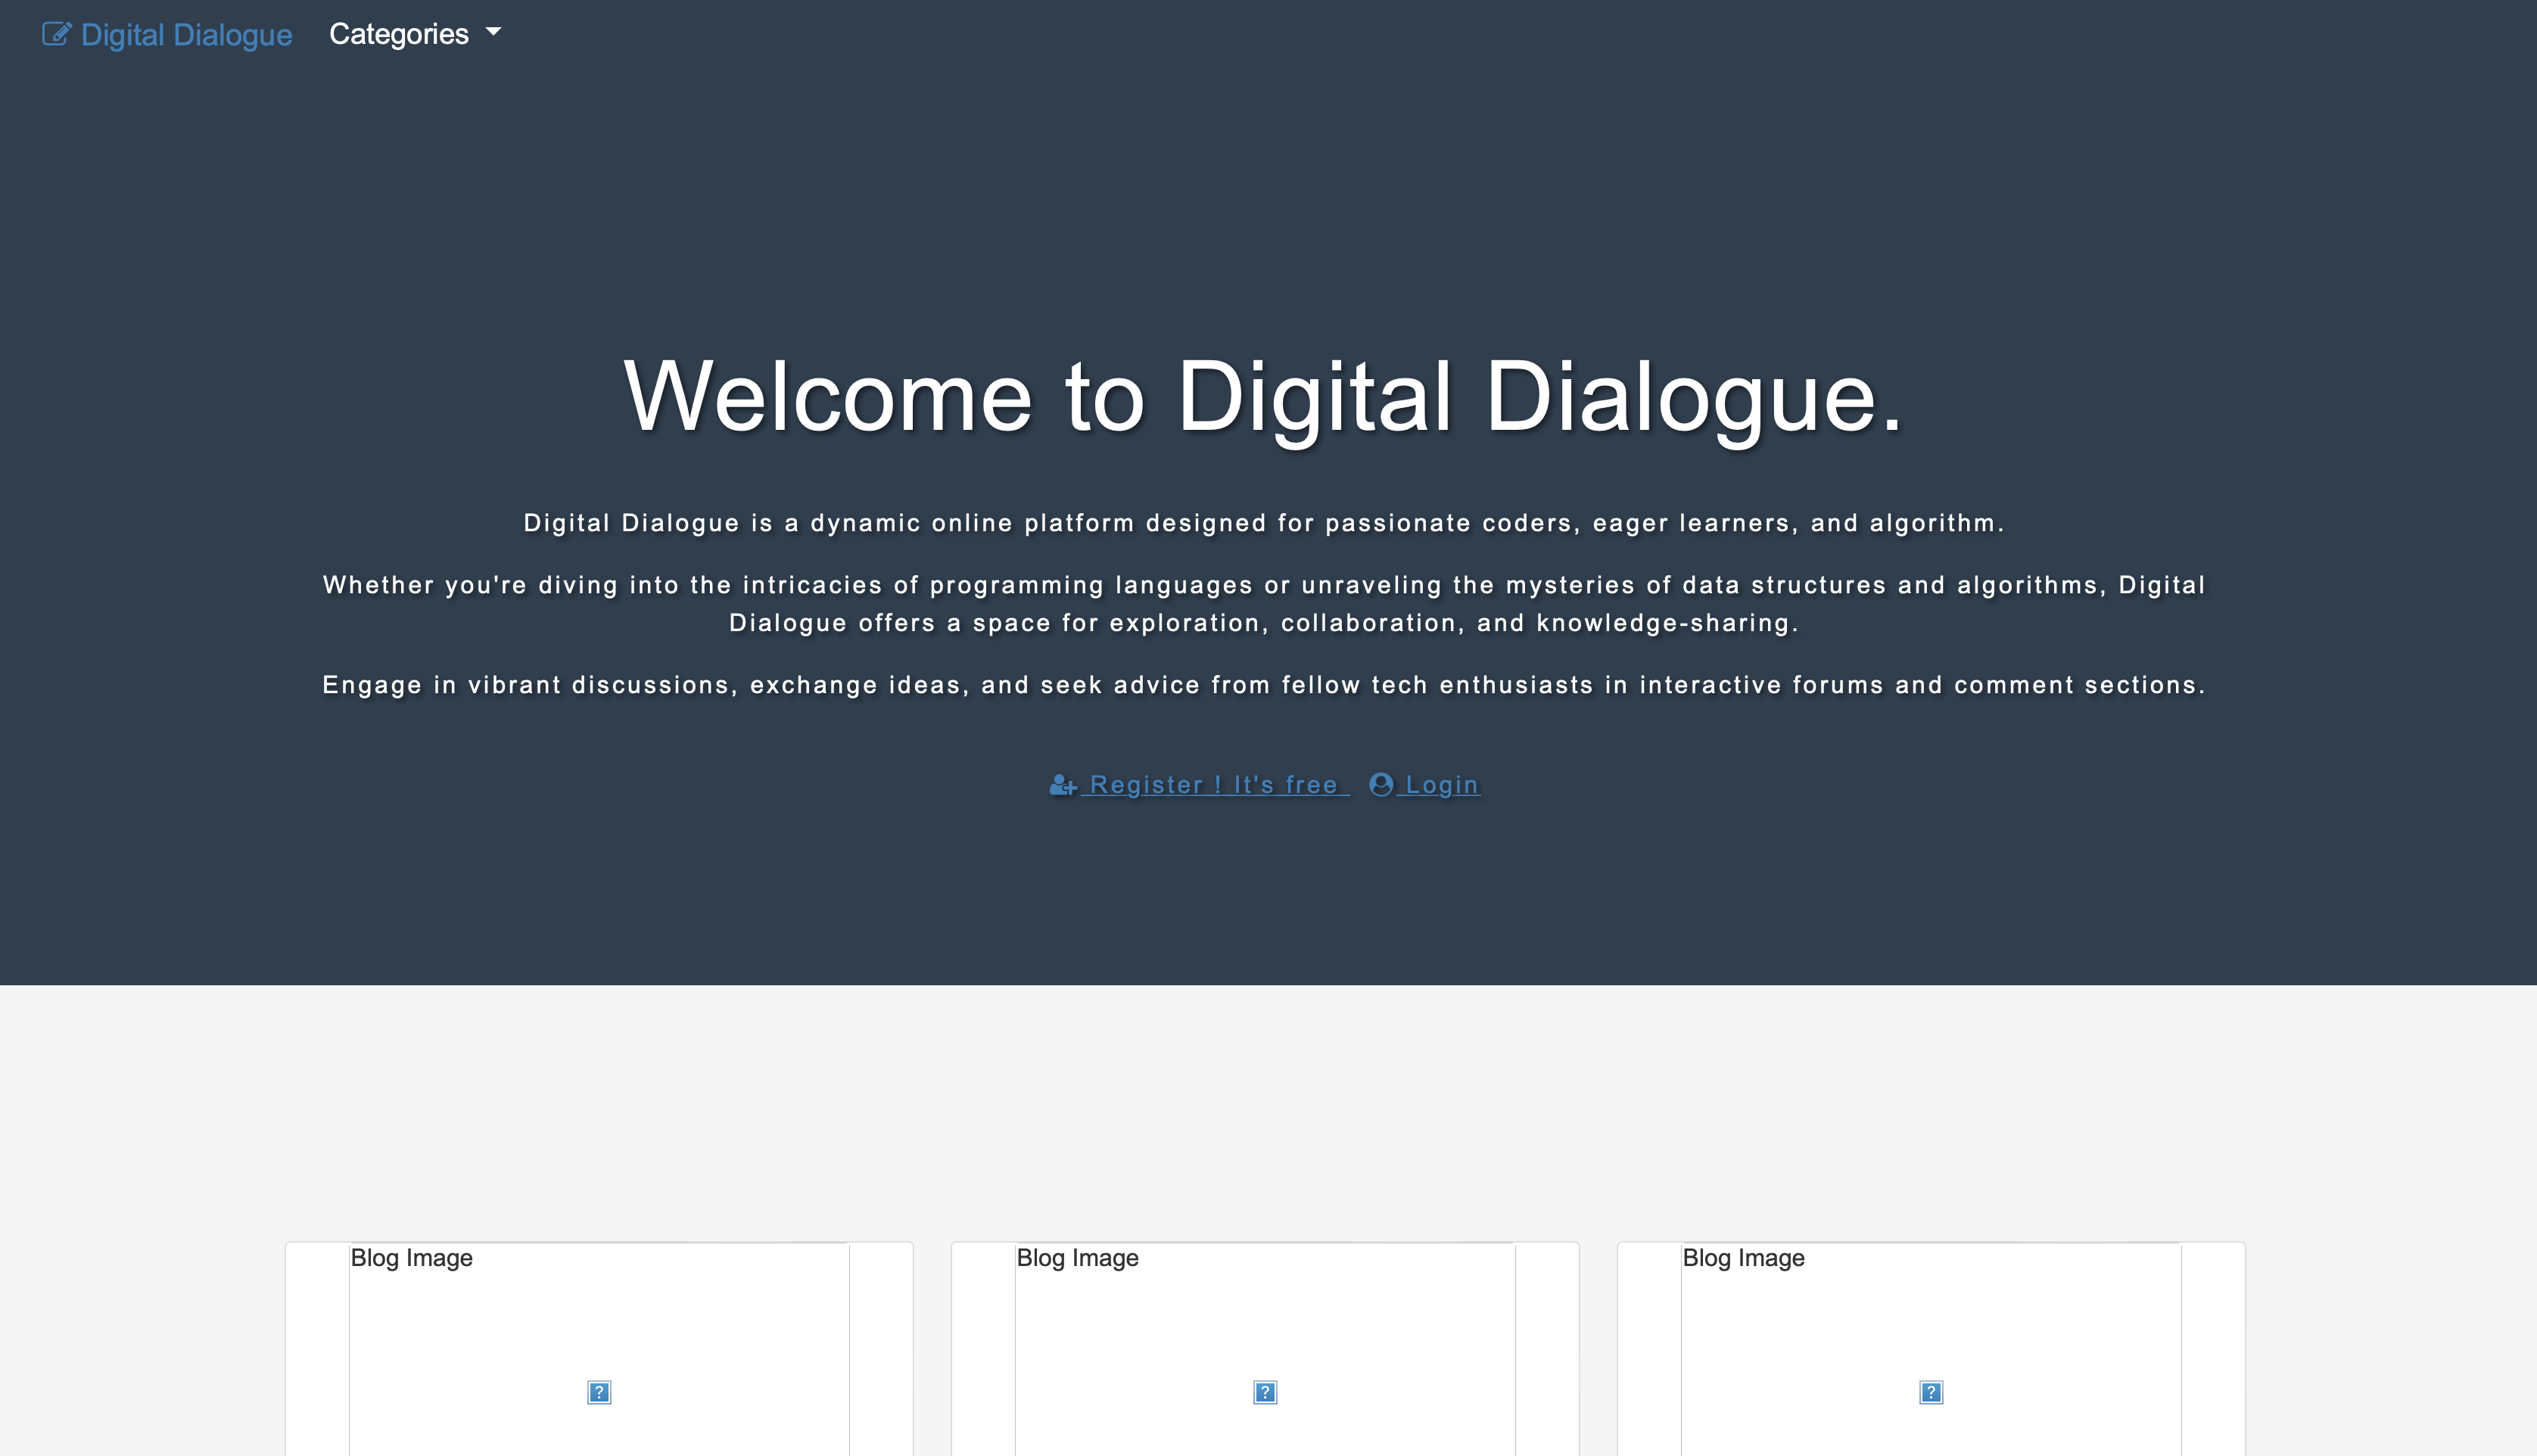 Digital Dialogue Categories
Welcome to Digital Dialogue.
Digital Dialogue is a dynamic online platform designed for passionate coders, eager learners, and algorithm.
Whether you're diving into the intricacies of programming languages or unraveling the mysteries of data structures and algorithms, Digital
Dialogue offers a space for exploration, collaboration, and knowledge-sharing.
Engage in vibrant discussions, exchange ideas, and seek advice from fellow tech enthusiasts in interactive forums and comment sections.
Register ! It's free Login
Blog Image Blog Image Blog Image
? ? ?